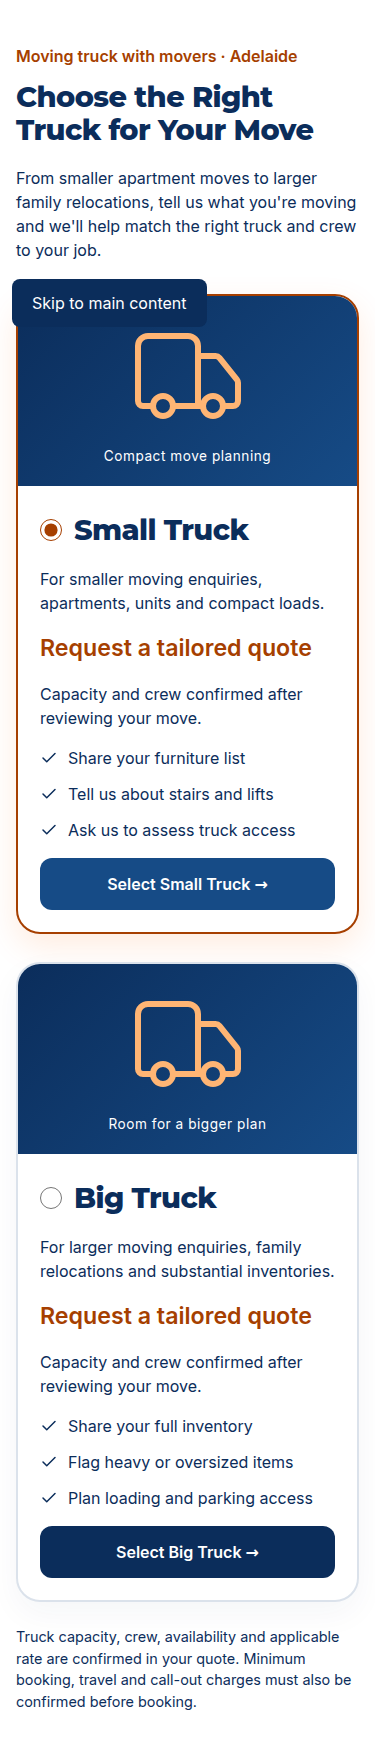 Moving truck with movers · Adelaide
Choose the Right
Truck for Your Move
From smaller apartment moves to larger
family relocations, tell us what you're moving
and we'll help match the right truck and crew
to your job.
Skip to main content
Compact move planning
Small Truck
For smaller moving enquiries,
apartments, units and compact loads.
Request a tailored quote
Capacity and crew confirmed after
reviewing your move.
Share your furniture list
Tell us about stairs and lifts
Ask us to assess truck access
Select Small Truck →
Room for a bigger plan
Big Truck
For larger moving enquiries, family
relocations and substantial inventories.
Request a tailored quote
Capacity and crew confirmed after
reviewing your move.
Share your full inventory
Flag heavy or oversized items
Plan loading and parking access
Select Big Truck →
Truck capacity, crew, availability and applicable
rate are confirmed in your quote. Minimum
booking, travel and call-out charges must also be
confirmed before booking.